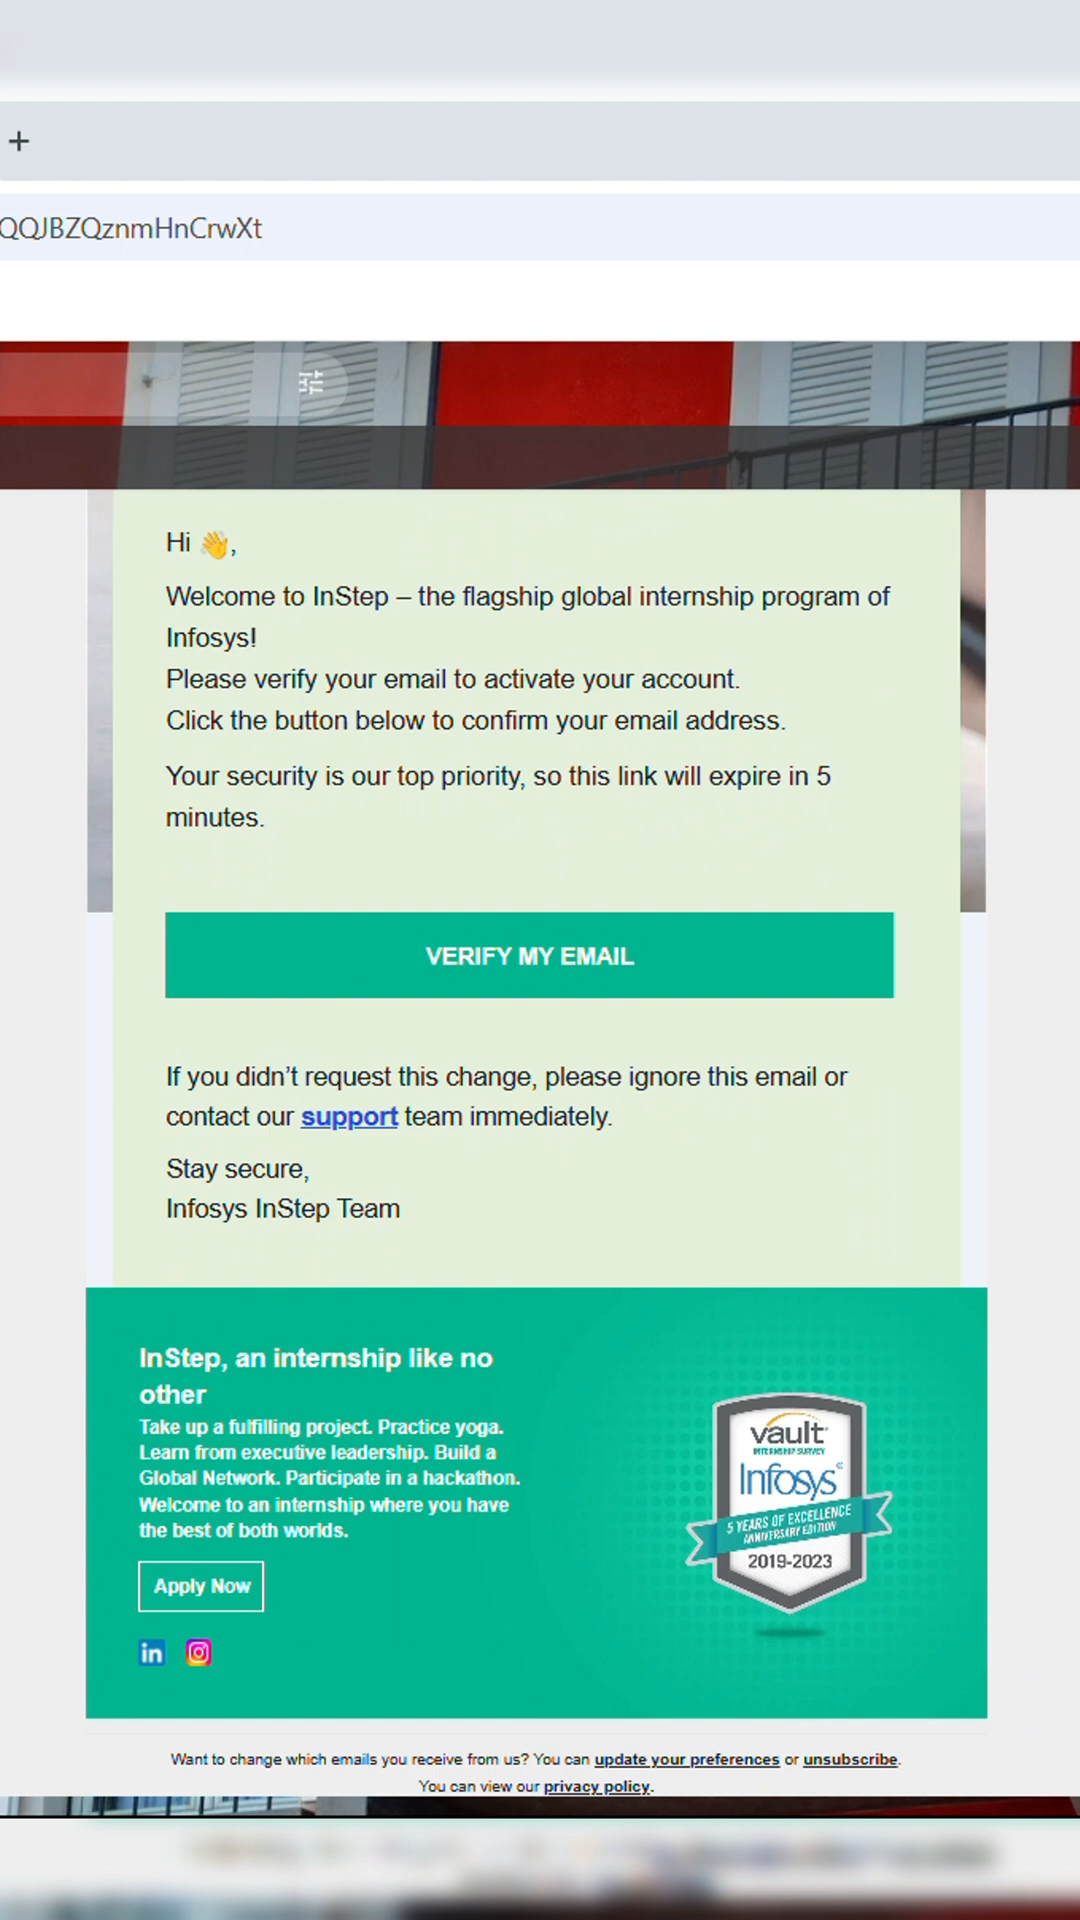 +
QQJBZQznmHnCrwXt
Hi 👋,
Welcome to InStep – the flagship global internship program of
Infosys!
Please verify your email to activate your account.
Click the button below to confirm your email address.
Your security is our top priority, so this link will expire in 5
minutes.
VERIFY MY EMAIL
If you didn’t request this change, please ignore this email or
contact our support team immediately.
Stay secure,
Infosys InStep Team
InStep, an internship like no
other
Take up a fulfilling project. Practice yoga.
Learn from executive leadership. Build a
Global Network. Participate in a hackathon.
Welcome to an internship where you have
the best of both worlds.
Apply Now
in
vault
INTERNSHIP SURVEY
Infosys
5 YEARS OF EXCELLENCE
ANNIVERSARY EDITION
2019-2023
Want to change which emails you receive from us? You can update your preferences or unsubscribe.
You can view our privacy policy.